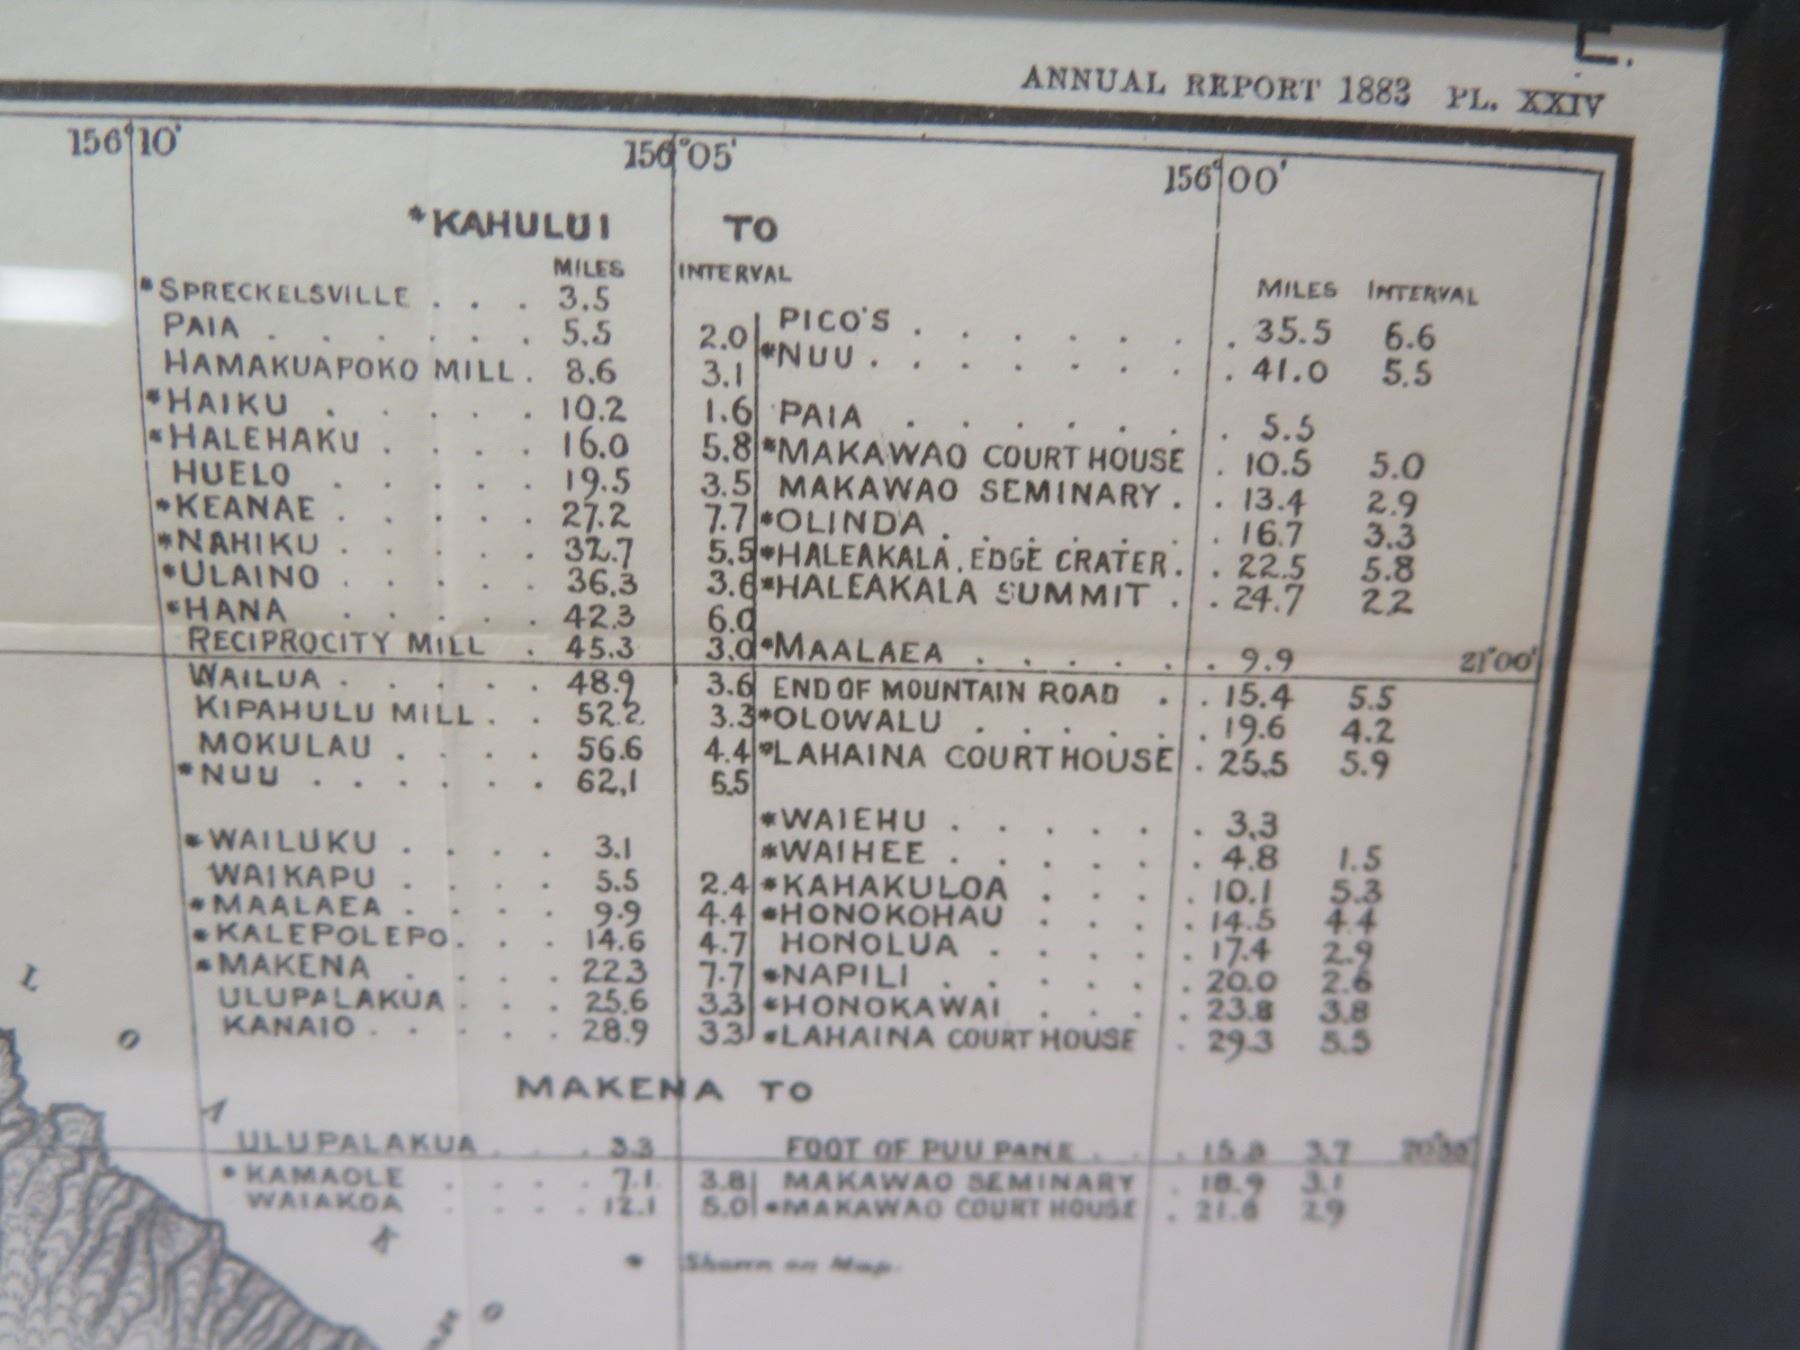 E.
ANNUAL REPORT 1883 PL. XXIV
156°10' 156°05' 156°00'
*KAHULUI TO
MILES INTERVAL
*SPRECKELSVILLE . . . 3.5
PAIA . . . . . . 5.5 2.0
HAMAKUAPOKO MILL . 8.6 3.1
*HAIKU . . . . . 10.2 1.6
*HALEHAKU . . . . 16.0 5.8
HUELO . . . . . 19.5 3.5
*KEANAE . . . . . 27.2 7.7
*NAHIKU . . . . . 32.7 5.5
*ULAINO . . . . . 36.3 3.6
*HANA . . . . . 42.3 6.0
RECIPROCITY MILL . 45.3 3.0
WAILUA . . . . . 48.9 3.6
KIPAHULU MILL . . 52.2 3.3
MOKULAU . . . . 56.6 4.4
*NUU . . . . . . 62.1 5.5
*WAILUKU . . . . 3.1
WAIKAPU . . . . 5.5 2.4
*MAALAEA . . . . 9.9 4.4
*KALEPOLEPO . . . 14.6 4.7
*MAKENA . . . . 22.3 7.7
ULUPALAKUA . . . 25.6 3.3
KANAIO . . . . . 28.9 3.3
MILES INTERVAL
PICO'S . . . . . . . 35.5 6.6
*NUU . . . . . . . . 41.0 5.5
PAIA . . . . . . . 5.5
*MAKAWAO COURT HOUSE . 10.5 5.0
MAKAWAO SEMINARY . . 13.4 2.9
*OLINDA . . . . . . 16.7 3.3
*HALEAKALA, EDGE CRATER . . 22.5 5.8
*HALEAKALA SUMMIT . . 24.7 2.2
*MAALAEA . . . . . . 9.9
21°00'
END OF MOUNTAIN ROAD . . 15.4 5.5
*OLOWALU . . . . . . 19.6 4.2
*LAHAINA COURT HOUSE . 25.5 5.9
*WAIEHU . . . . . . 3.3
*WAIHEE . . . . . . 4.8 1.5
*KAHAKULOA . . . . 10.1 5.3
*HONOKOHAU . . . . 14.5 4.4
HONOLUA . . . . . 17.4 2.9
*NAPILI . . . . . . 20.0 2.6
*HONOKAWAI . . . . 23.8 3.8
*LAHAINA COURT HOUSE . 29.3 5.5
MAKENA TO
ULUPALAKUA . . . 3.3
*KAMAOLE . . . . 7.1 3.8
WAIAKOA . . . . 12.1 5.0
FOOT OF PUU PANE . . . 15.8 3.7
MAKAWAO SEMINARY . 18.9 3.1
*MAKAWAO COURT HOUSE . 21.8 2.9
* Shown on Map.
I
O
A
K
O